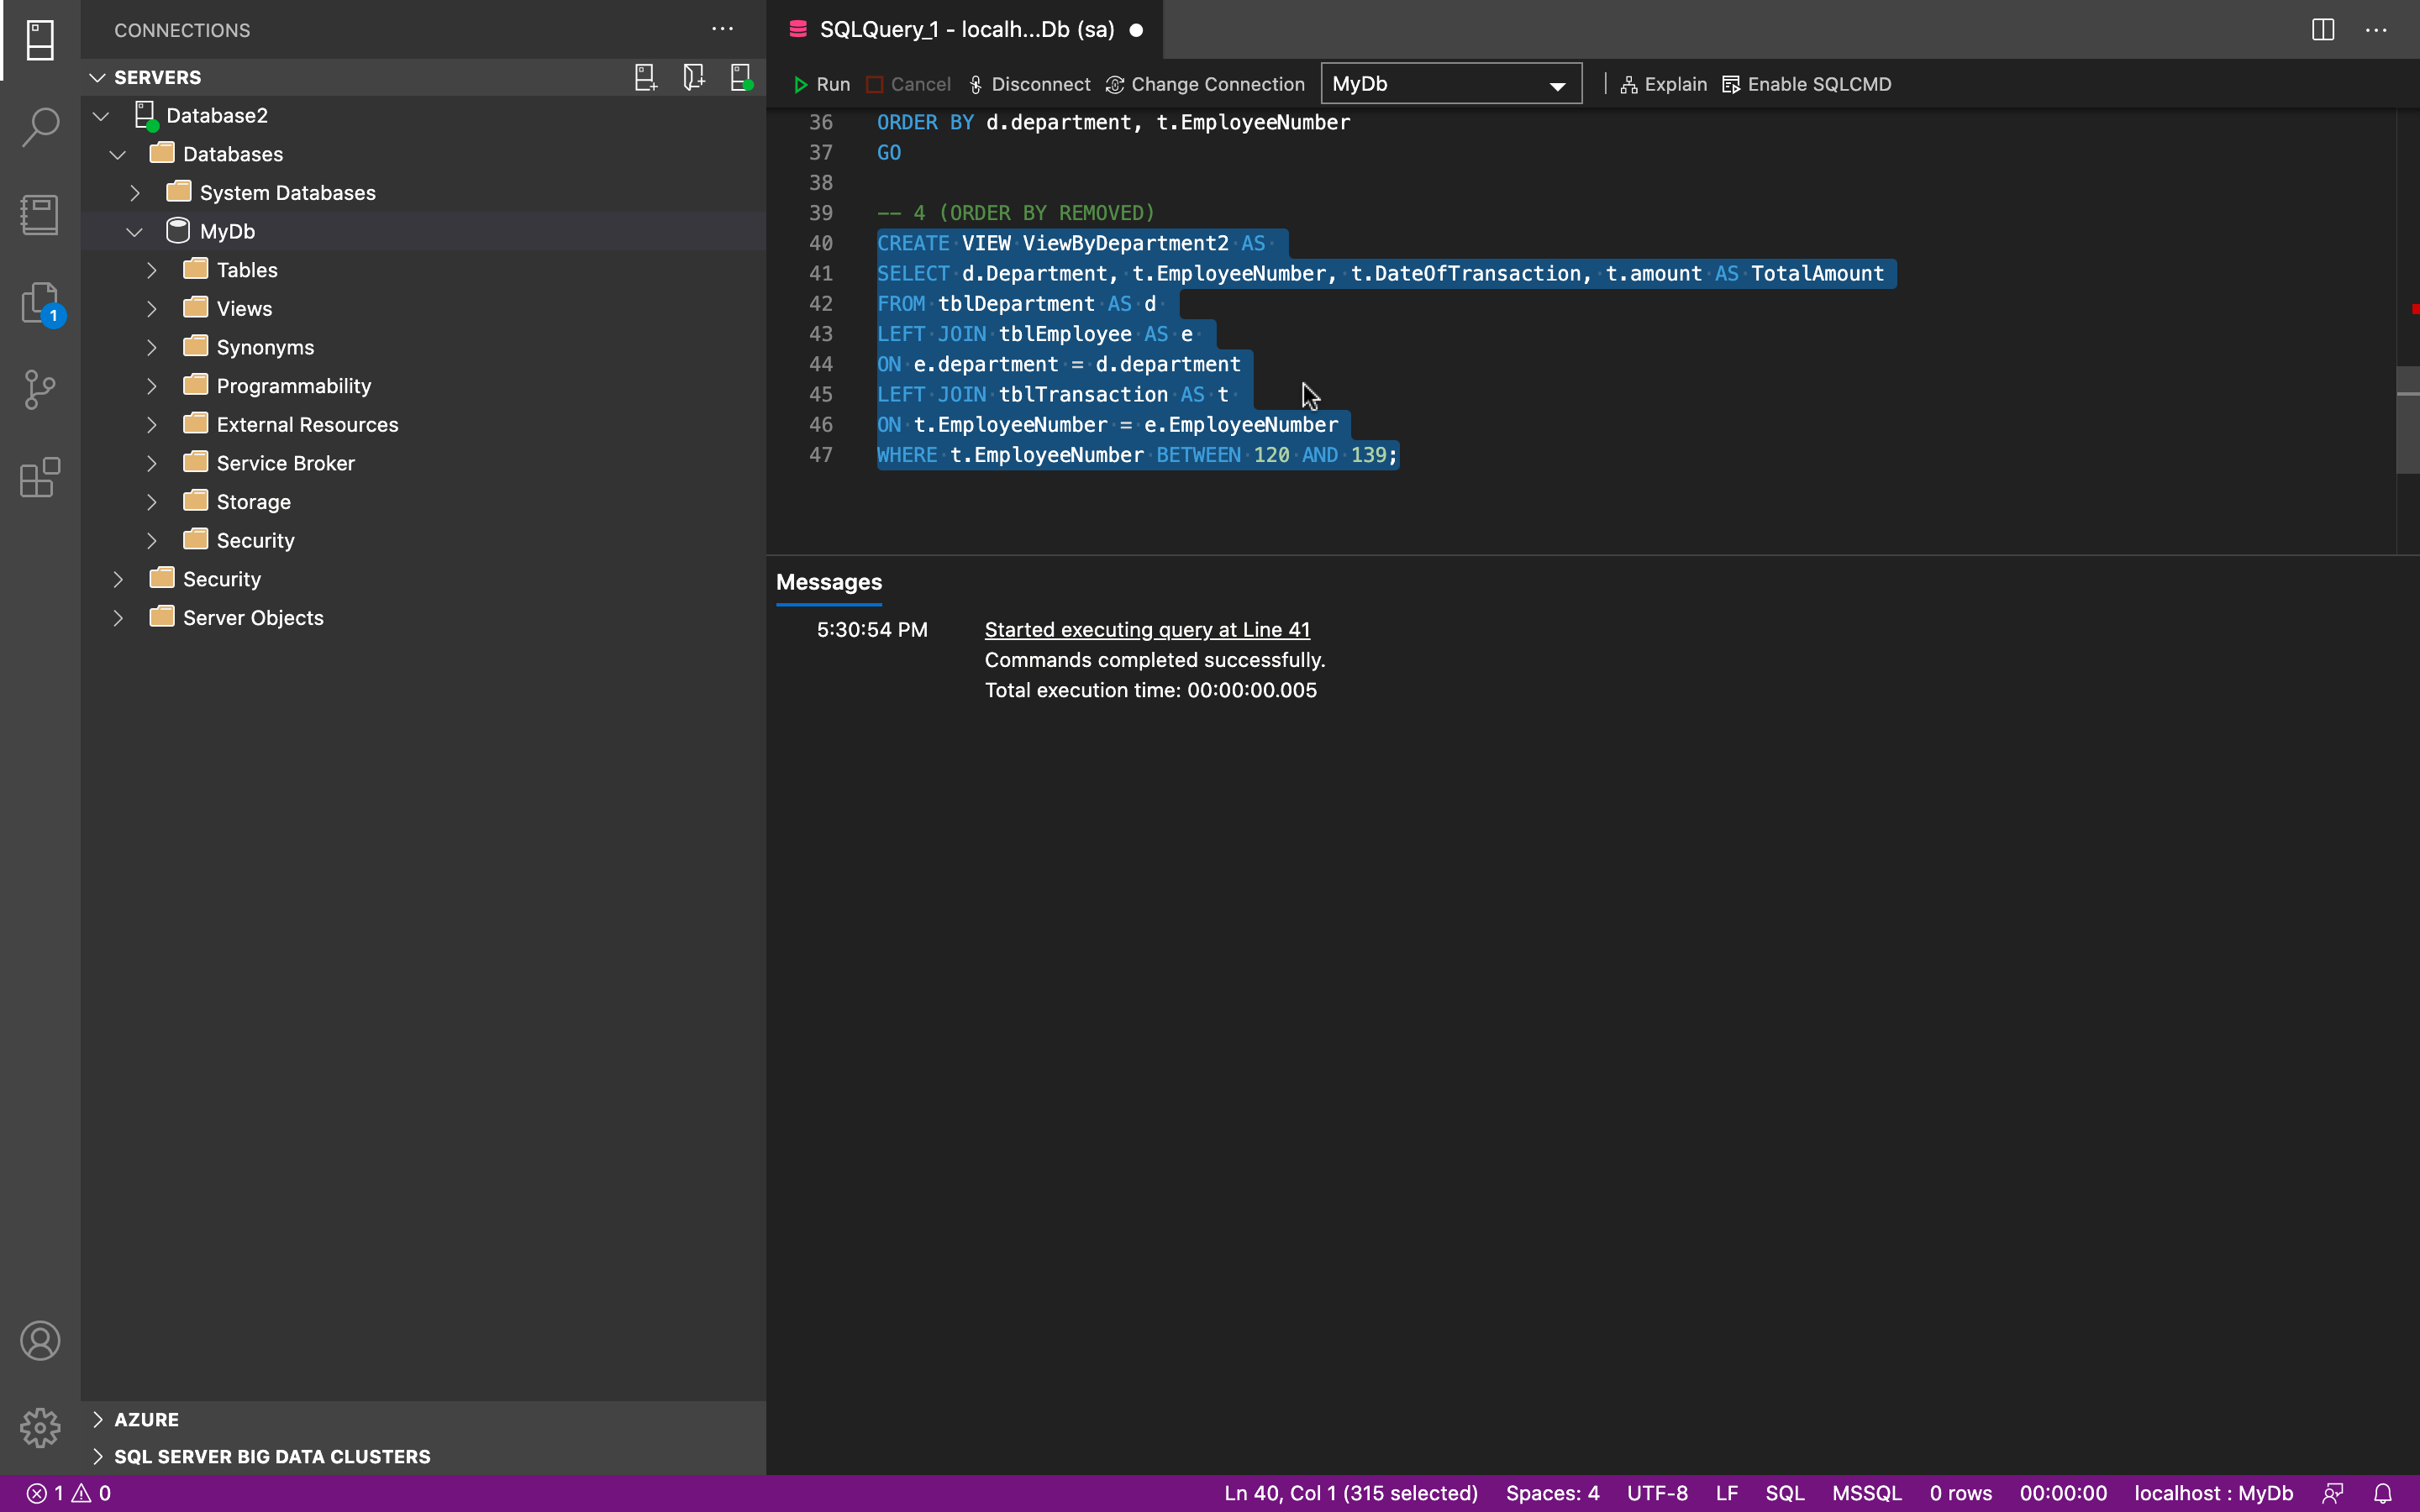 CONNECTIONS
SERVERS
Database2
Databases
System Databases
MyDb
Tables
Views
Synonyms
Programmability
External Resources
Service Broker
Storage
Security
Security
Server Objects
AZURE
SQL SERVER BIG DATA CLUSTERS
1
SQLQuery_1 - localh...Db (sa)
Run Cancel Disconnect Change Connection MyDb Explain Enable SQLCMD
36 ORDER BY d.department, t.EmployeeNumber
37 GO
38
39 -- 4 (ORDER BY REMOVED)
40 CREATE VIEW ViewByDepartment2 AS
41 SELECT d.Department, t.EmployeeNumber, t.DateOfTransaction, t.amount AS TotalAmount
42 FROM tblDepartment AS d
43 LEFT JOIN tblEmployee AS e
44 ON e.department = d.department
45 LEFT JOIN tblTransaction AS t
46 ON t.EmployeeNumber = e.EmployeeNumber
47 WHERE t.EmployeeNumber BETWEEN 120 AND 139;
Messages
5:30:54 PM Started executing query at Line 41
Commands completed successfully.
Total execution time: 00:00:00.005
1 0 Ln 40, Col 1 (315 selected) Spaces: 4 UTF-8 LF SQL MSSQL 0 rows 00:00:00 localhost : MyDb